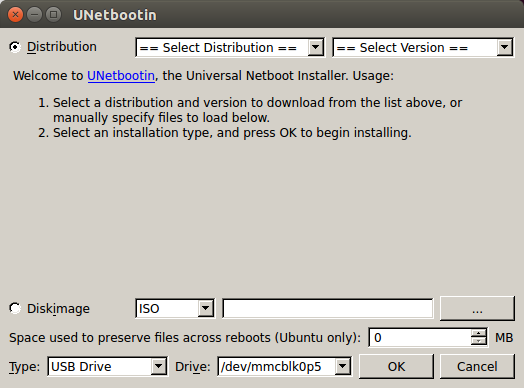 UNetbootin
Distribution == Select Distribution == == Select Version ==
Welcome to UNetbootin, the Universal Netboot Installer. Usage:
1. Select a distribution and version to download from the list above, or
manually specify files to load below.
2. Select an installation type, and press OK to begin installing.
Diskimage ISO ...
Space used to preserve files across reboots (Ubuntu only): 0 MB
Type: USB Drive Drive: /dev/mmcblk0p5 OK Cancel